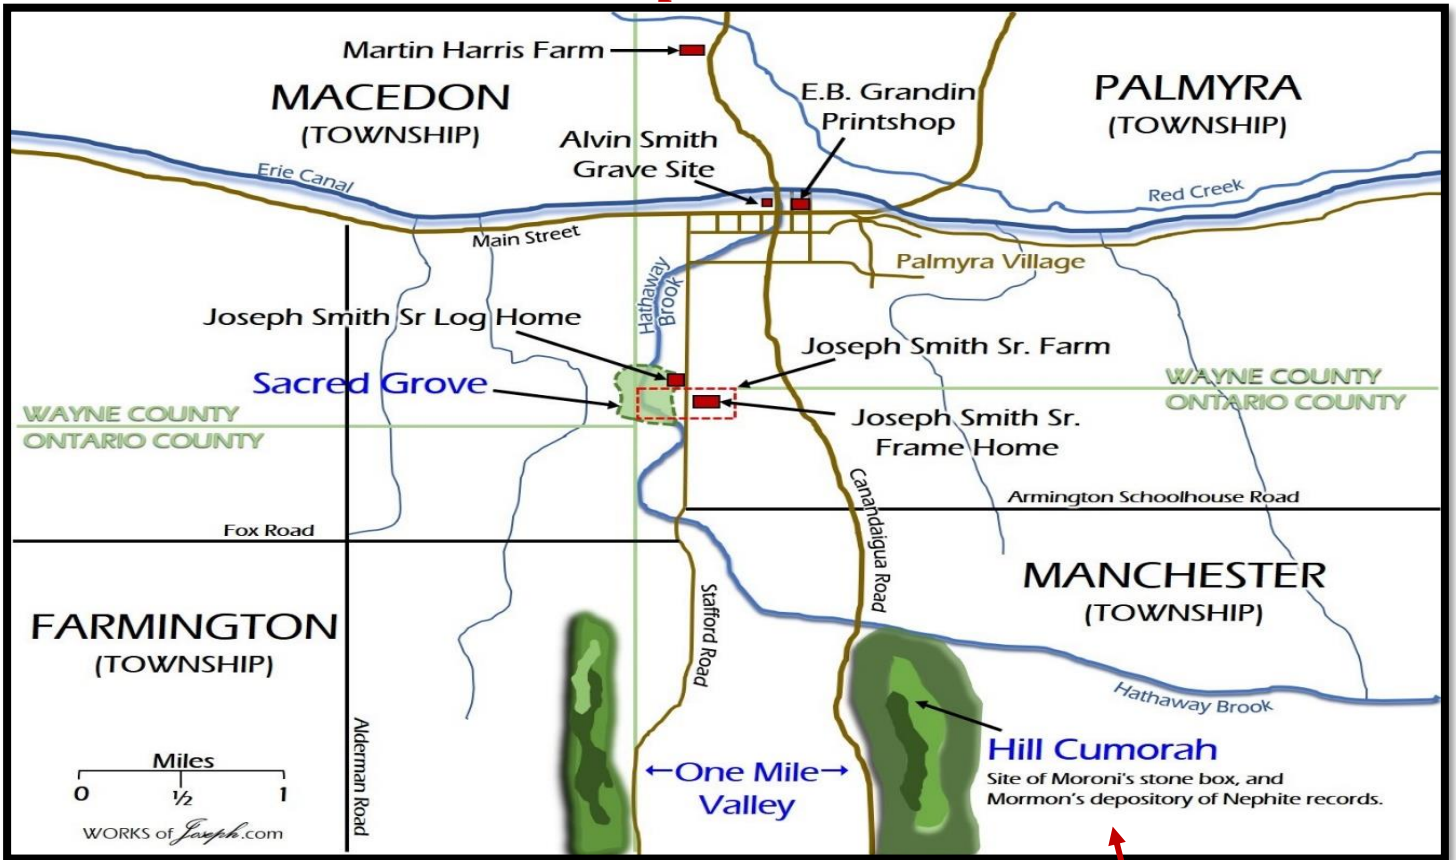 Martin Harris Farm
MACEDON
(TOWNSHIP)
E.B. Grandin
Printshop
PALMYRA
(TOWNSHIP)
Alvin Smith
Grave Site
Erie Canal
Red Creek
Main Street
Palmyra Village
Hathaway
Brook
Joseph Smith Sr Log Home
Joseph Smith Sr. Farm
Sacred Grove
WAYNE COUNTY
ONTARIO COUNTY
WAYNE COUNTY
ONTARIO COUNTY
Joseph Smith Sr.
Frame Home
Canandaigua Road
Armington Schoolhouse Road
Fox Road
MANCHESTER
(TOWNSHIP)
FARMINGTON
(TOWNSHIP)
Stafford Road
Hathaway Brook
Alderman Road
Hill Cumorah
Site of Moroni's stone box, and
Mormon's depository of Nephite records.
←One Mile→
Valley
Miles
0 ½ 1
WORKS of Joseph.com